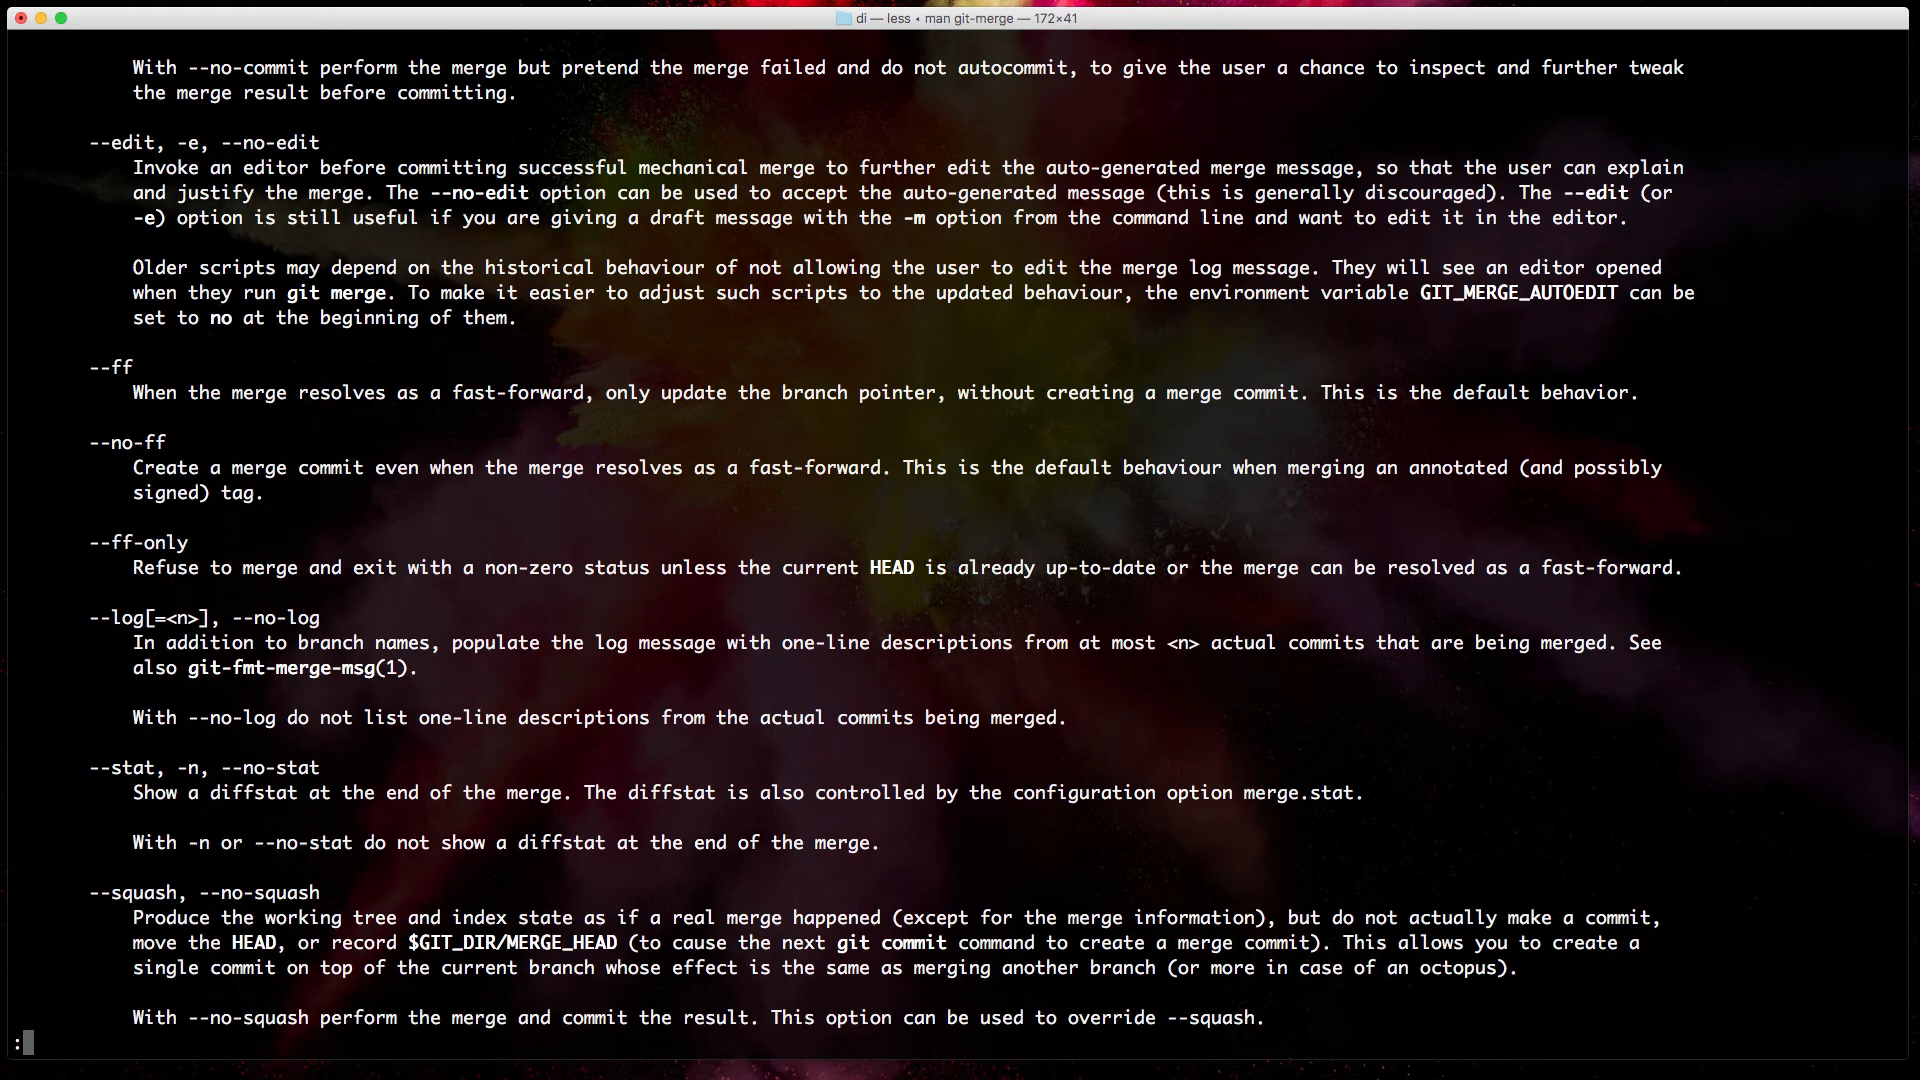 di — less ◂ man git-merge — 172×41
With --no-commit perform the merge but pretend the merge failed and do not autocommit, to give the user a chance to inspect and further tweak
the merge result before committing.
--edit, -e, --no-edit
Invoke an editor before committing successful mechanical merge to further edit the auto-generated merge message, so that the user can explain
and justify the merge. The --no-edit option can be used to accept the auto-generated message (this is generally discouraged). The --edit (or
-e) option is still useful if you are giving a draft message with the -m option from the command line and want to edit it in the editor.
Older scripts may depend on the historical behaviour of not allowing the user to edit the merge log message. They will see an editor opened
when they run git merge. To make it easier to adjust such scripts to the updated behaviour, the environment variable GIT_MERGE_AUTOEDIT can be
set to no at the beginning of them.
--ff
When the merge resolves as a fast-forward, only update the branch pointer, without creating a merge commit. This is the default behavior.
--no-ff
Create a merge commit even when the merge resolves as a fast-forward. This is the default behaviour when merging an annotated (and possibly
signed) tag.
--ff-only
Refuse to merge and exit with a non-zero status unless the current HEAD is already up-to-date or the merge can be resolved as a fast-forward.
--log[=<n>], --no-log
In addition to branch names, populate the log message with one-line descriptions from at most <n> actual commits that are being merged. See
also git-fmt-merge-msg(1).
With --no-log do not list one-line descriptions from the actual commits being merged.
--stat, -n, --no-stat
Show a diffstat at the end of the merge. The diffstat is also controlled by the configuration option merge.stat.
With -n or --no-stat do not show a diffstat at the end of the merge.
--squash, --no-squash
Produce the working tree and index state as if a real merge happened (except for the merge information), but do not actually make a commit,
move the HEAD, or record $GIT_DIR/MERGE_HEAD (to cause the next git commit command to create a merge commit). This allows you to create a
single commit on top of the current branch whose effect is the same as merging another branch (or more in case of an octopus).
With --no-squash perform the merge and commit the result. This option can be used to override --squash.
: